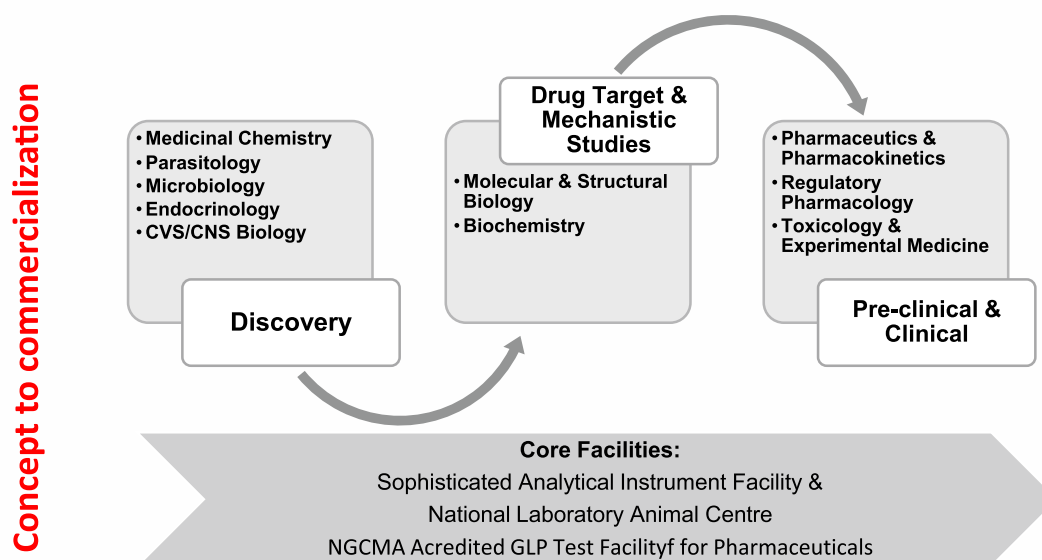 Concept to commercialization
• Medicinal Chemistry
• Parasitology
• Microbiology
• Endocrinology
• CVS/CNS Biology
Discovery
Drug Target &
Mechanistic
Studies
• Molecular & Structural
Biology
• Biochemistry
• Pharmaceutics &
Pharmacokinetics
• Regulatory
Pharmacology
• Toxicology &
Experimental Medicine
Pre-clinical &
Clinical
Core Facilities:
Sophisticated Analytical Instrument Facility &
National Laboratory Animal Centre
NGCMA Acredited GLP Test Facilityf for Pharmaceuticals